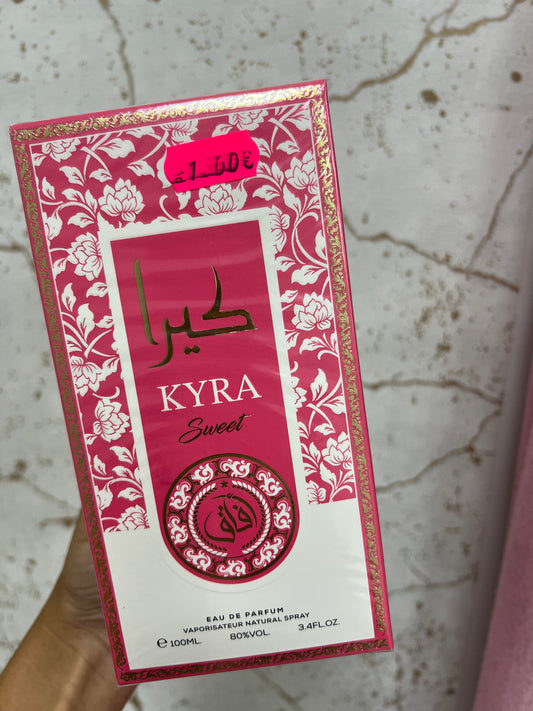 كيرا
KYRA
Sweet
EAU DE PARFUM
VAPORISATEUR NATURAL SPRAY
℮ 100ML. 80%VOL. 3.4FL.OZ.